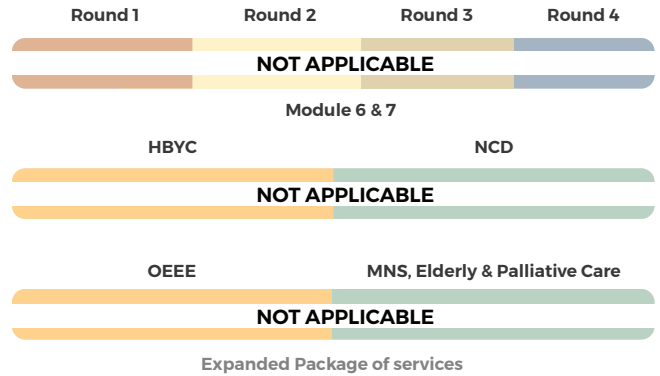 Round 1 Round 2 Round 3 Round 4
NOT APPLICABLE
Module 6 & 7
HBYC NCD
NOT APPLICABLE
OEEE MNS, Elderly & Palliative Care
NOT APPLICABLE
Expanded Package of services